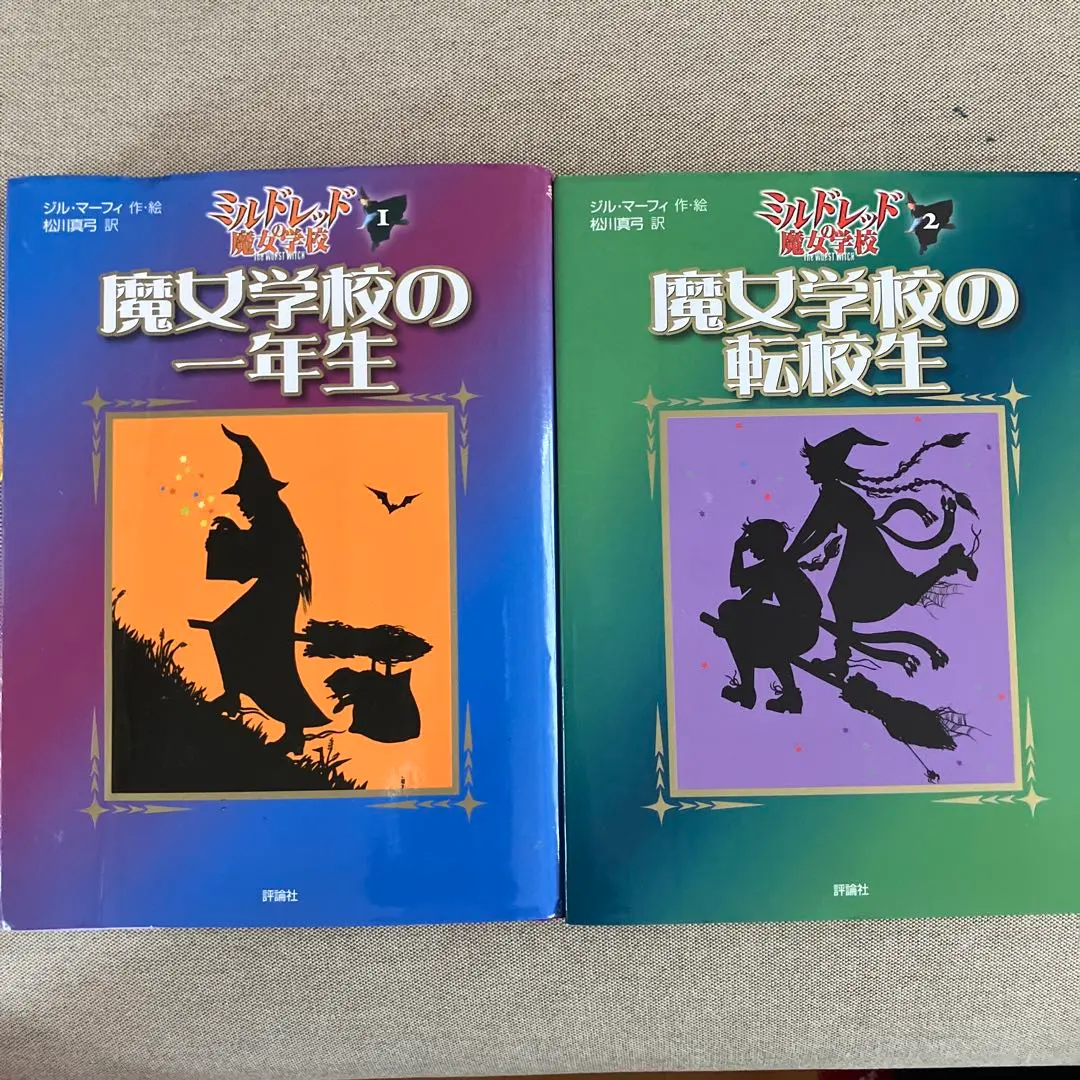 ジル・マーフィ 作・絵
松川真弓 訳
ミルドレッドの
魔女学校
THE WORST WITCH
1
魔女学校の
一年生
評論社
ジル・マーフィ 作・絵
松川真弓 訳
ミルドレッドの
魔女学校
THE WORST WITCH
2
魔女学校の
転校生
評論社